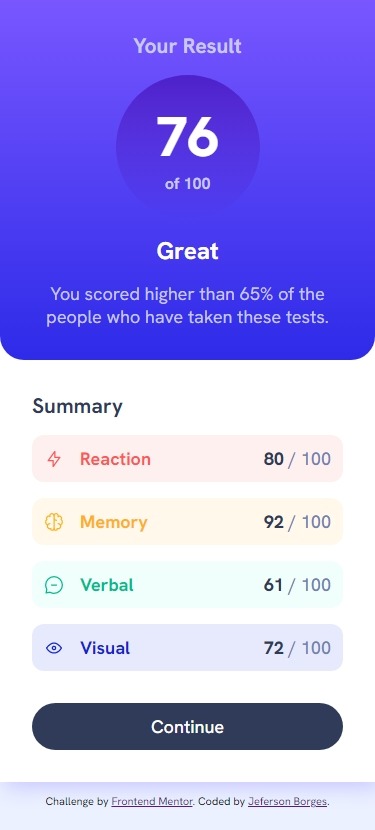 Your Result
76
of 100
Great
You scored higher than 65% of the
people who have taken these tests.
Summary
Reaction 80 / 100
Memory 92 / 100
Verbal 61 / 100
Visual 72 / 100
Continue
Challenge by Frontend Mentor. Coded by Jeferson Borges.